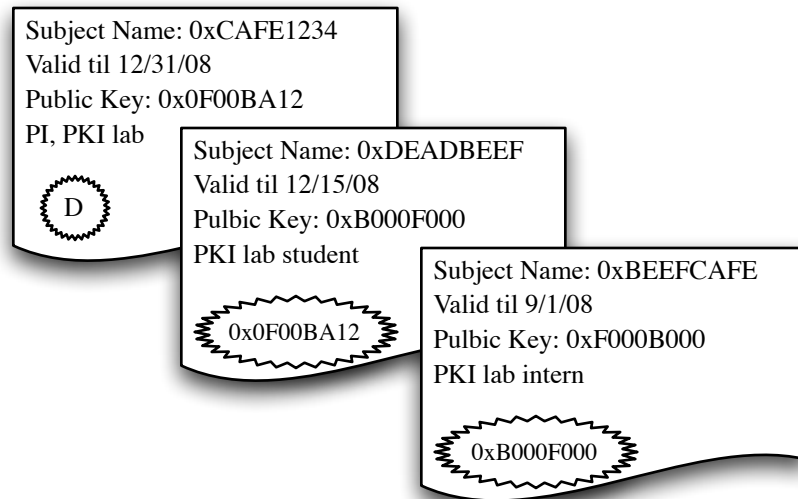 Subject Name: 0xCAFE1234
Valid til 12/31/08
Public Key: 0x0F00BA12
PI, PKI lab
D
Subject Name: 0xDEADBEEF
Valid til 12/15/08
Pulbic Key: 0xB000F000
PKI lab student
0x0F00BA12
Subject Name: 0xBEEFCAFE
Valid til 9/1/08
Pulbic Key: 0xF000B000
PKI lab intern
0xB000F000